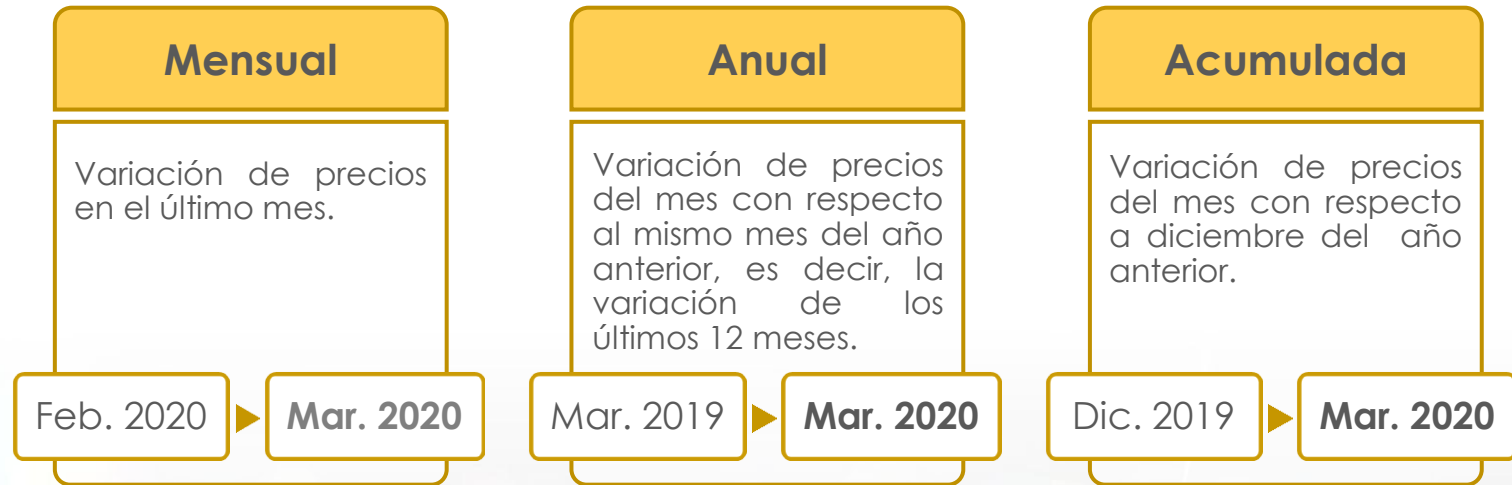 Mensual
Variación de precios
en el último mes.
Feb. 2020
Mar. 2020
Anual
Variación de precios
del mes con respecto
al mismo mes del año
anterior, es decir, la
variación de los
últimos 12 meses.
Mar. 2019
Mar. 2020
Acumulada
Variación de precios
del mes con respecto
a diciembre del año
anterior.
Dic. 2019
Mar. 2020